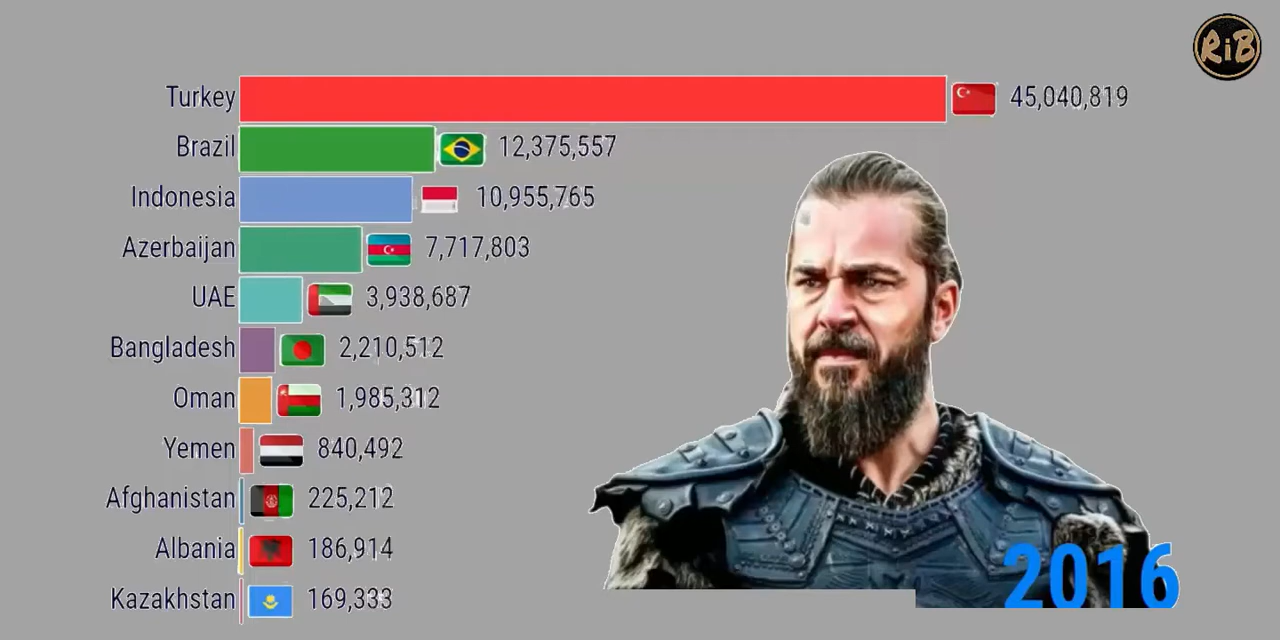 RiB
Turkey 45,040,819
Brazil 12,375,557
Indonesia 10,955,765
Azerbaijan 7,717,803
UAE 3,938,687
Bangladesh 2,210,512
Oman 1,985,312
Yemen 840,492
Afghanistan 225,212
Albania 186,914
Kazakhstan 169,333
2016